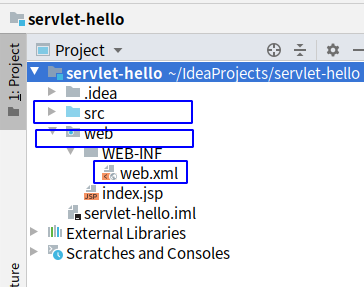 servlet-hello
1: Project
Project
servlet-hello ~/IdeaProjects/servlet-hello
.idea
src
web
WEB-INF
web.xml
JSP index.jsp
servlet-hello.iml
External Libraries
Scratches and Consoles